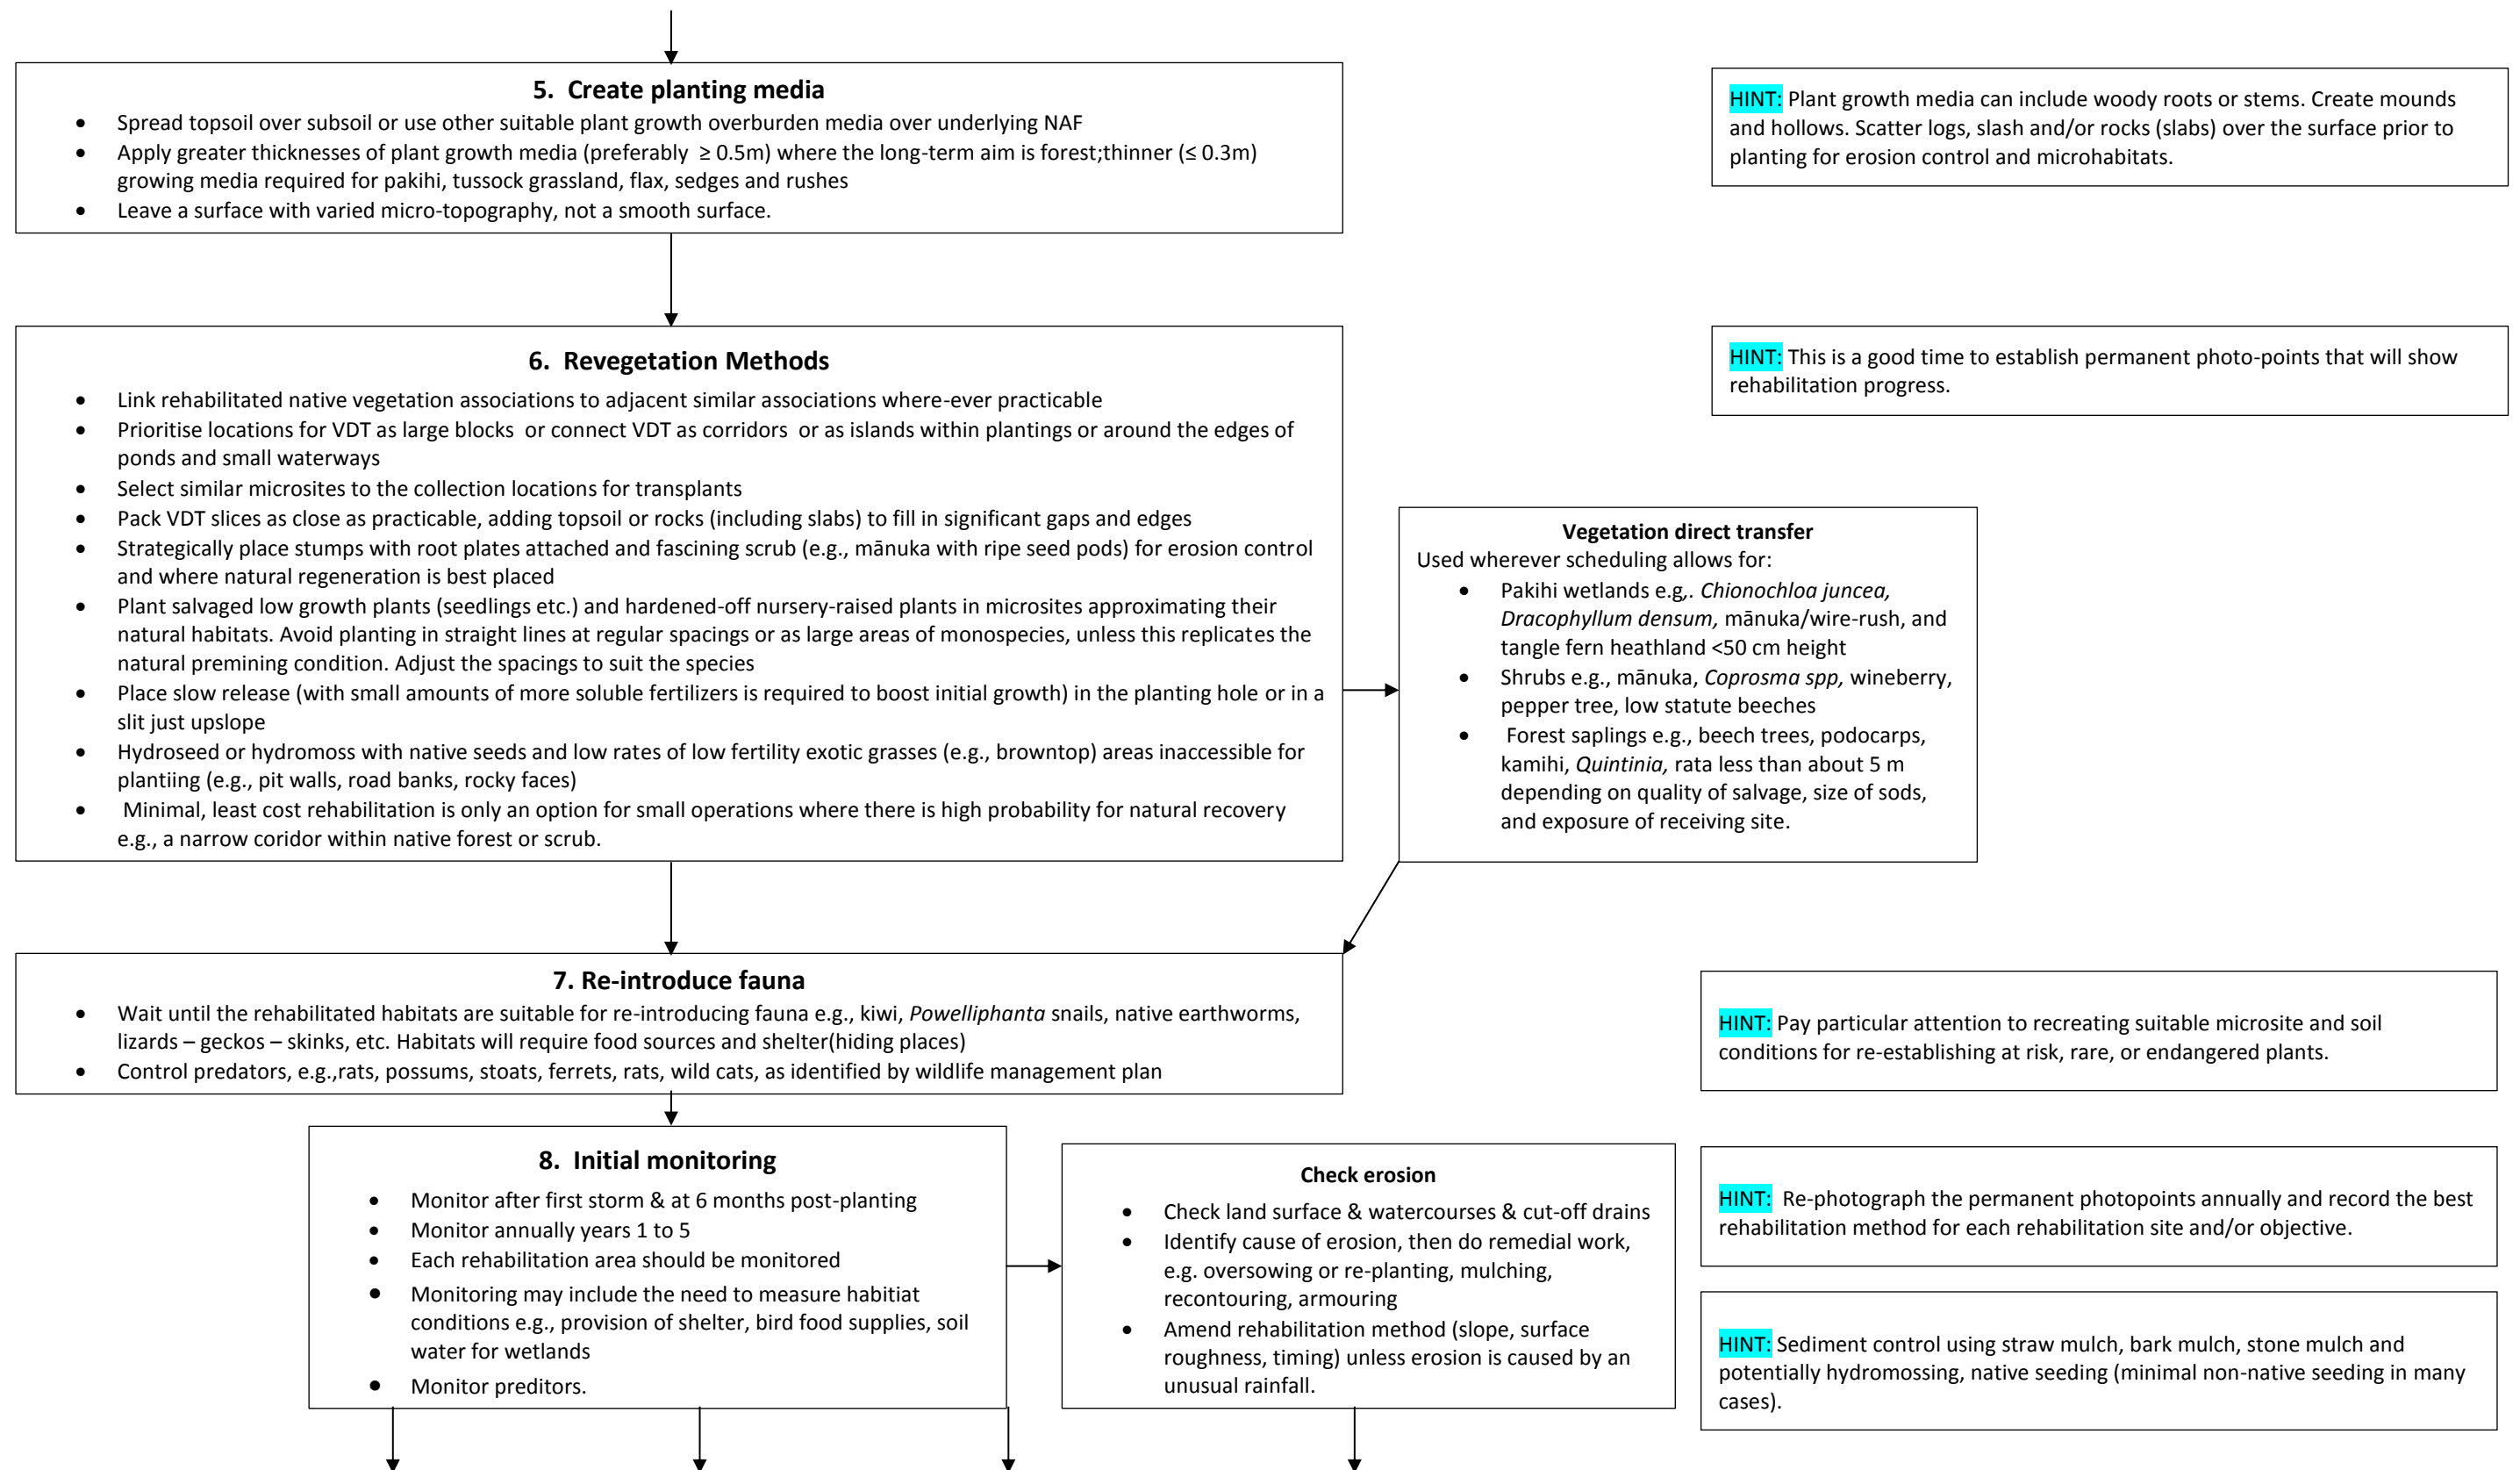 5. Create planting media
• Spread topsoil over subsoil or use other suitable plant growth overburden media over underlying NAF
• Apply greater thicknesses of plant growth media (preferably ≥ 0.5m) where the long-term aim is forest;thinner (≤ 0.3m)
growing media required for pakihi, tussock grassland, flax, sedges and rushes
• Leave a surface with varied micro-topography, not a smooth surface.
HINT: Plant growth media can include woody roots or stems. Create mounds
and hollows. Scatter logs, slash and/or rocks (slabs) over the surface prior to
planting for erosion control and microhabitats.
6. Revegetation Methods
• Link rehabilitated native vegetation associations to adjacent similar associations where-ever practicable
• Prioritise locations for VDT as large blocks or connect VDT as corridors or as islands within plantings or around the edges of
ponds and small waterways
• Select similar microsites to the collection locations for transplants
• Pack VDT slices as close as practicable, adding topsoil or rocks (including slabs) to fill in significant gaps and edges
• Strategically place stumps with root plates attached and fascining scrub (e.g., mānuka with ripe seed pods) for erosion control
and where natural regeneration is best placed
• Plant salvaged low growth plants (seedlings etc.) and hardened-off nursery-raised plants in microsites approximating their
natural habitats. Avoid planting in straight lines at regular spacings or as large areas of monospecies, unless this replicates the
natural premining condition. Adjust the spacings to suit the species
• Place slow release (with small amounts of more soluble fertilizers is required to boost initial growth) in the planting hole or in a
slit just upslope
• Hydroseed or hydromoss with native seeds and low rates of low fertility exotic grasses (e.g., browntop) areas inaccessible for
plantiing (e.g., pit walls, road banks, rocky faces)
• Minimal, least cost rehabilitation is only an option for small operations where there is high probability for natural recovery
e.g., a narrow coridor within native forest or scrub.
HINT: This is a good time to establish permanent photo-points that will show
rehabilitation progress.
Vegetation direct transfer
Used wherever scheduling allows for:
• Pakihi wetlands e.g,. Chionochloa juncea,
Dracophyllum densum, mānuka/wire-rush, and
tangle fern heathland <50 cm height
• Shrubs e.g., mānuka, Coprosma spp, wineberry,
pepper tree, low statute beeches
• Forest saplings e.g., beech trees, podocarps,
kamihi, Quintinia, rata less than about 5 m
depending on quality of salvage, size of sods,
and exposure of receiving site.
7. Re-introduce fauna
• Wait until the rehabilitated habitats are suitable for re-introducing fauna e.g., kiwi, Powelliphanta snails, native earthworms,
lizards – geckos – skinks, etc. Habitats will require food sources and shelter(hiding places)
• Control predators, e.g.,rats, possums, stoats, ferrets, rats, wild cats, as identified by wildlife management plan
HINT: Pay particular attention to recreating suitable microsite and soil
conditions for re-establishing at risk, rare, or endangered plants.
8. Initial monitoring
• Monitor after first storm & at 6 months post-planting
• Monitor annually years 1 to 5
• Each rehabilitation area should be monitored
• Monitoring may include the need to measure habitiat
conditions e.g., provision of shelter, bird food supplies, soil
water for wetlands
• Monitor preditors.
Check erosion
• Check land surface & watercourses & cut-off drains
• Identify cause of erosion, then do remedial work,
e.g. oversowing or re-planting, mulching,
recontouring, armouring
• Amend rehabilitation method (slope, surface
roughness, timing) unless erosion is caused by an
unusual rainfall.
HINT: Re-photograph the permanent photopoints annually and record the best
rehabilitation method for each rehabilitation site and/or objective.
HINT: Sediment control using straw mulch, bark mulch, stone mulch and
potentially hydromossing, native seeding (minimal non-native seeding in many
cases).